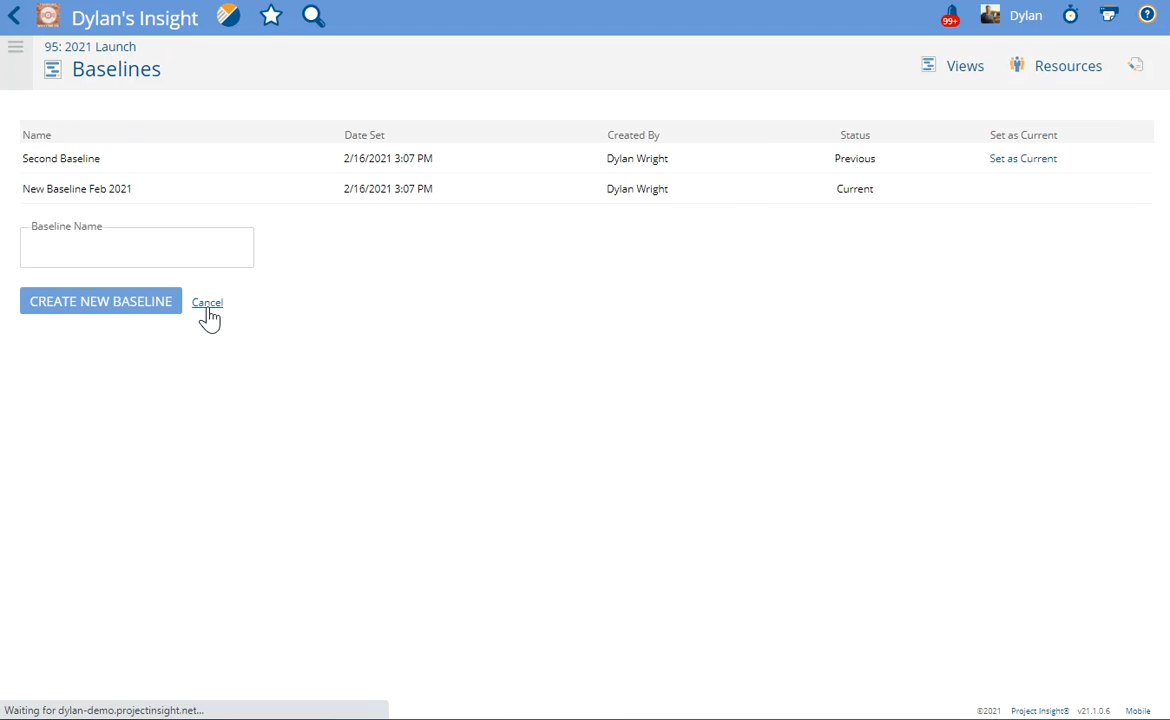 Dylan's Insight
99+
Dylan
?
95: 2021 Launch
Baselines
Views
Resources
Name Date Set Created By Status Set as Current
Second Baseline 2/16/2021 3:07 PM Dylan Wright Previous Set as Current
New Baseline Feb 2021 2/16/2021 3:07 PM Dylan Wright Current
Baseline Name
CREATE NEW BASELINE Cancel
Waiting for dylan-demo.projectinsight.net...
©2021 Project Insight® v21.1.0.6 Mobile